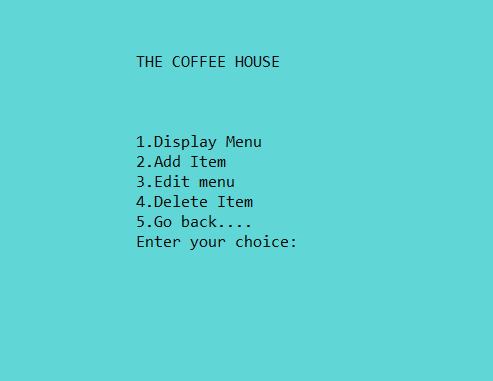 THE COFFEE HOUSE
1.Display Menu
2.Add Item
3.Edit menu
4.Delete Item
5.Go back....
Enter your choice: